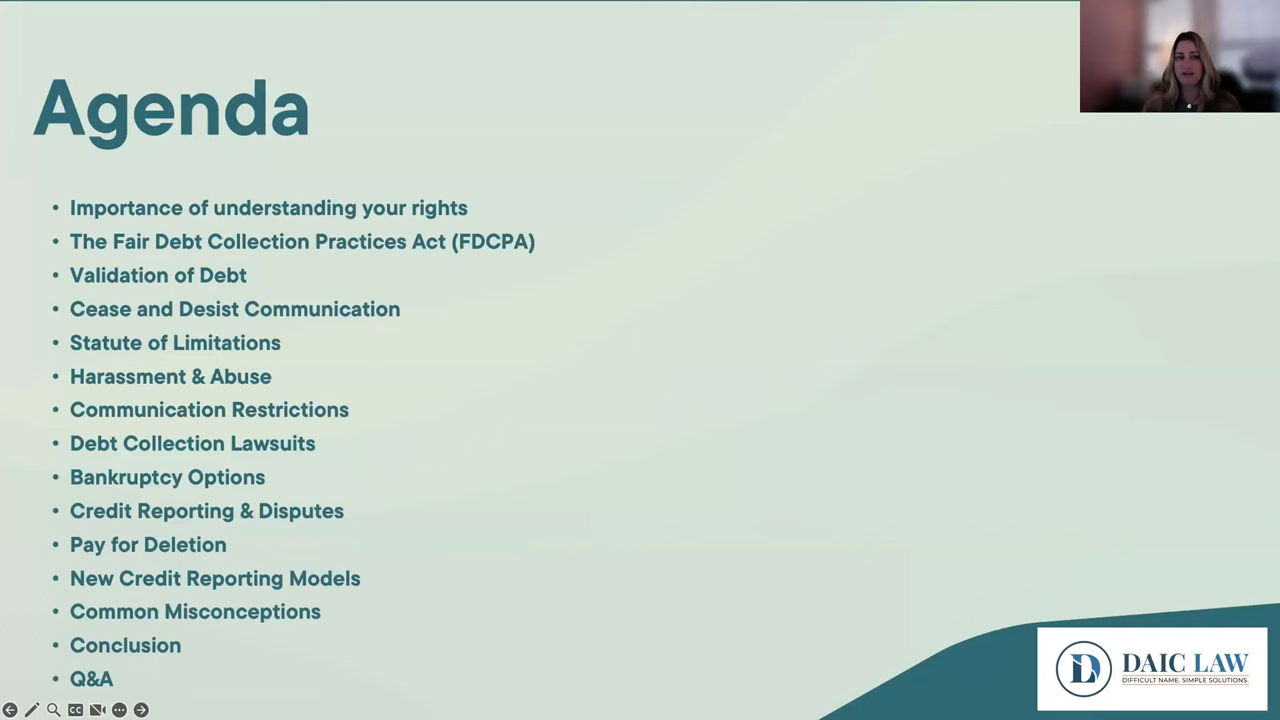 Agenda
• Importance of understanding your rights
• The Fair Debt Collection Practices Act (FDCPA)
• Validation of Debt
• Cease and Desist Communication
• Statute of Limitations
• Harassment & Abuse
• Communication Restrictions
• Debt Collection Lawsuits
• Bankruptcy Options
• Credit Reporting & Disputes
• Pay for Deletion
• New Credit Reporting Models
• Common Misconceptions
• Conclusion
• Q&A
DAIC LAW
DIFFICULT NAME. SIMPLE SOLUTIONS.
CC